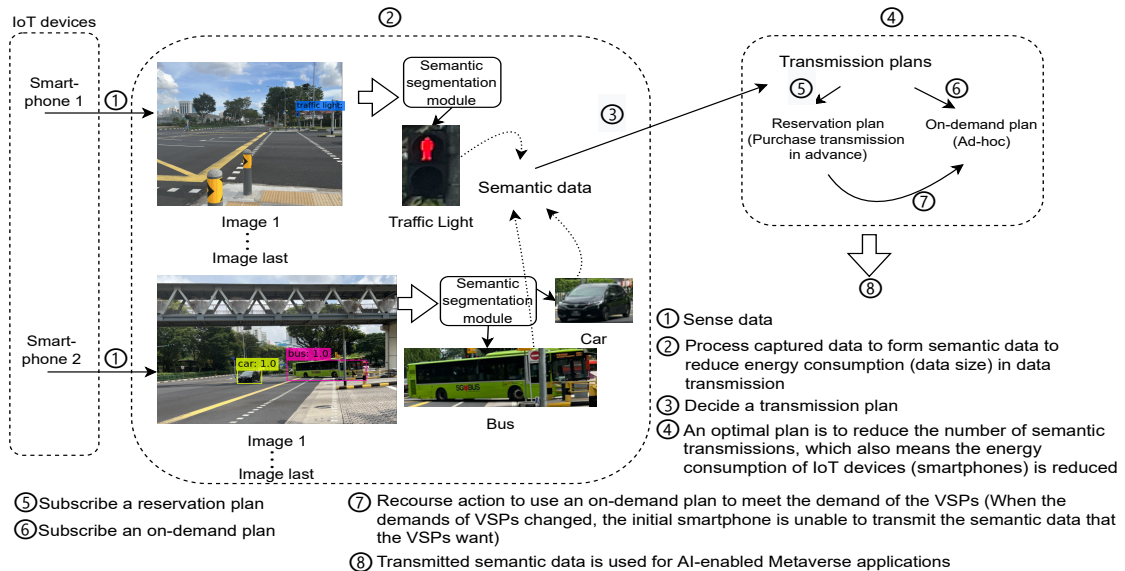 IoT devices
②
④
Smart-
phone 1
①
traffic light:
Semantic
segmentation
module
Image 1
Image last
Traffic Light
Semantic data
③
Transmission plans
⑤
⑥
Reservation plan
(Purchase transmission
in advance)
On-demand plan
(Ad-hoc)
⑦
⑧
Smart-
phone 2
①
car: 1.0
bus: 1.0
Semantic
segmentation
module
Car
SGBUS
Bus
Image 1
Image last
① Sense data
② Process captured data to form semantic data to
reduce energy consumption (data size) in data
transmission
③ Decide a transmission plan
④ An optimal plan is to reduce the number of semantic
transmissions, which also means the energy
consumption of IoT devices (smartphones) is reduced
⑤ Subscribe a reservation plan
⑥ Subscribe an on-demand plan
⑦ Recourse action to use an on-demand plan to meet the demand of the VSPs (When the
demands of VSPs changed, the initial smartphone is unable to transmit the semantic data that
the VSPs want)
⑧ Transmitted semantic data is used for AI-enabled Metaverse applications